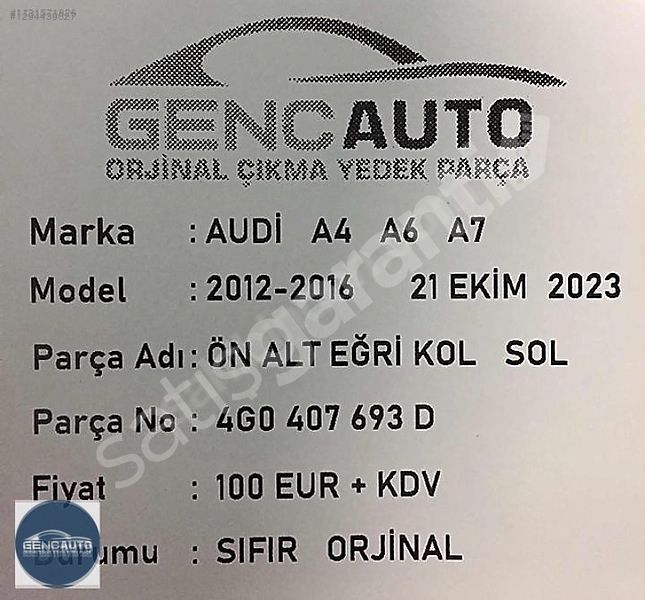 GENCAUTO
ORJİNAL ÇIKMA YEDEK PARÇA
Marka : AUDİ A4 A6 A7
Model : 2012-2016 21 EKİM 2023
Parça Adı : ÖN ALT EĞRİ KOL SOL
Parça No : 4G0 407 693 D
Fiyat : 100 EUR + KDV
Durumu : SIFIR ORJİNAL
GENCAUTO